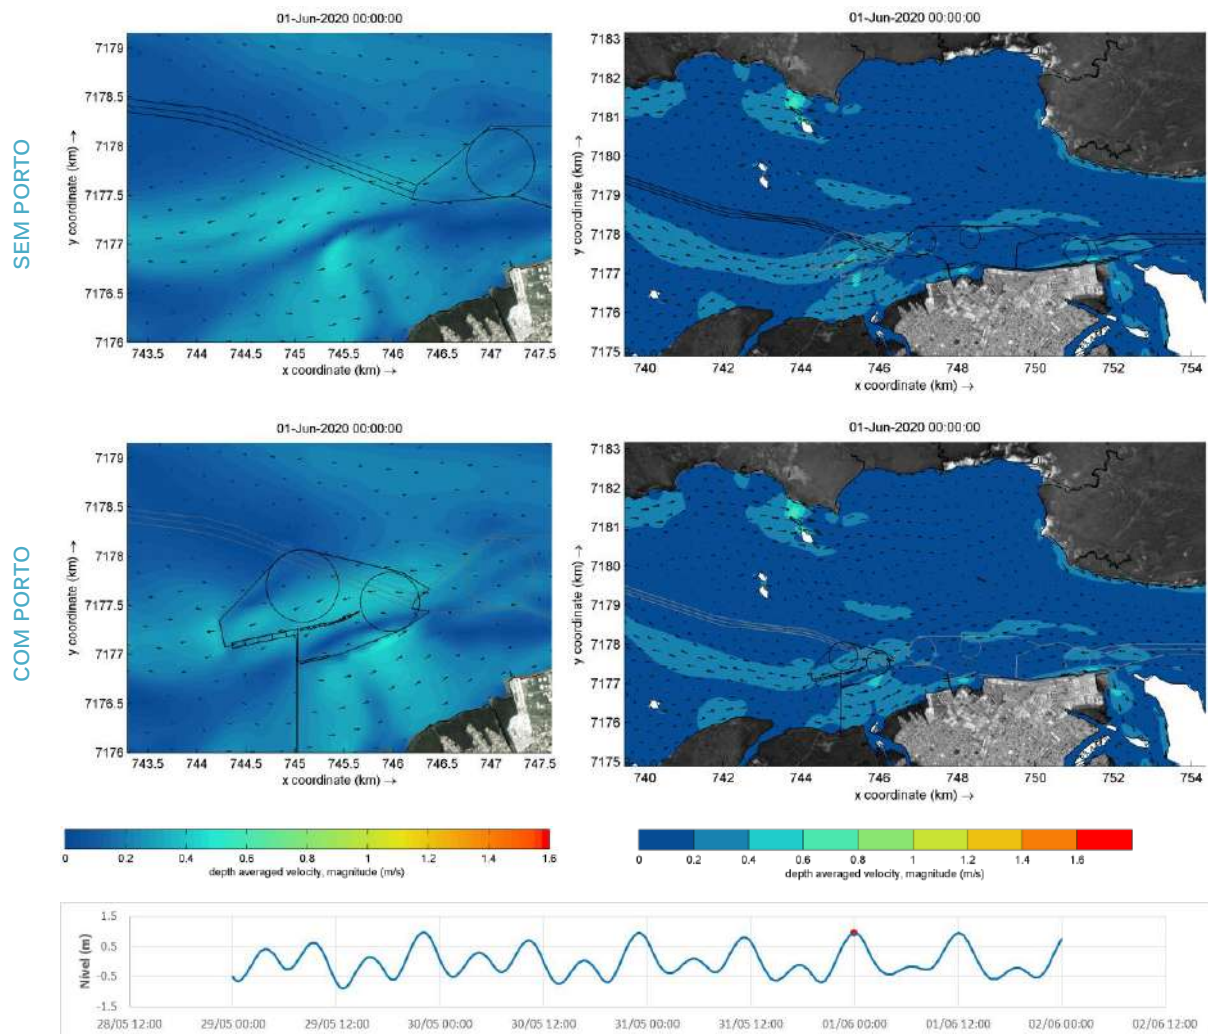 01-Jun-2020 00:00:00
01-Jun-2020 00:00:00
SEM PORTO
y coordinate (km) →
7179
7178.5
7178
7177.5
7177
7176.5
7176
743.5 744 744.5 745 745.5 746 746.5 747 747.5
x coordinate (km) →
y coordinate (km) →
7183
7182
7181
7180
7179
7178
7177
7176
7175
740 742 744 746 748 750 752 754
x coordinate (km) →
01-Jun-2020 00:00:00
01-Jun-2020 00:00:00
COM PORTO
y coordinate (km) →
7179
7178.5
7178
7177.5
7177
7176.5
7176
743.5 744 744.5 745 745.5 746 746.5 747 747.5
x coordinate (km) →
y coordinate (km) →
7183
7182
7181
7180
7179
7178
7177
7176
7175
740 742 744 746 748 750 752 754
x coordinate (km) →
0 0.2 0.4 0.6 0.8 1 1.2 1.4 1.6
depth averaged velocity, magnitude (m/s)
0 0.2 0.4 0.6 0.8 1 1.2 1.4 1.6
depth averaged velocity, magnitude (m/s)
Nível (m)
1.5
0.5
-0.5
-1.5
28/05 12:00 29/05 00:00 29/05 12:00 30/05 00:00 30/05 12:00 31/05 00:00 31/05 12:00 01/06 00:00 01/06 12:00 02/06 00:00 02/06 12:00